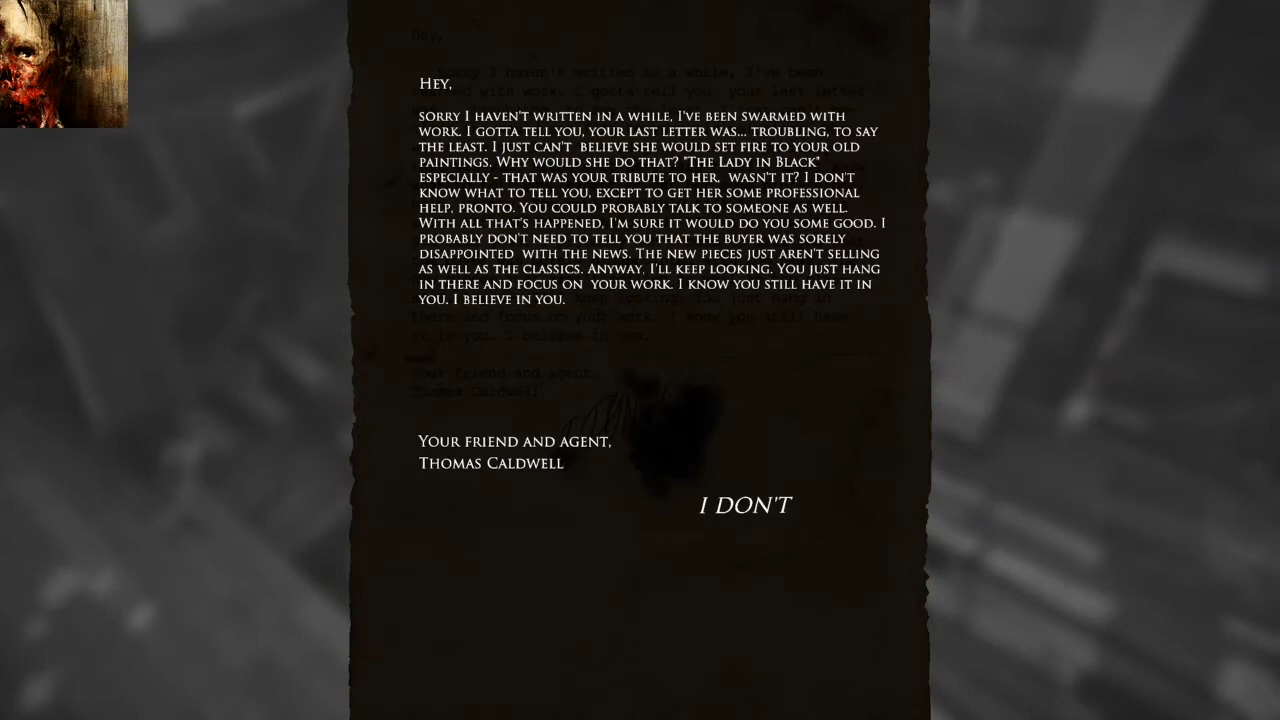 Hey,
sorry I haven't written in a while, I've been swarmed with
work. I gotta tell you, your last letter was... troubling, to say
the least. I just can't believe she would set fire to your old
paintings. Why would she do that? "The Lady in Black"
especially - that was your tribute to her, wasn't it? I don't
know what to tell you, except to get her some professional
help, pronto. You could probably talk to someone as well.
With all that's happened, I'm sure it would do you some good. I
probably don't need to tell you that the buyer was sorely
disappointed with the news. The new pieces just aren't selling
as well as the classics. Anyway, I'll keep looking. You just hang
in there and focus on your work. I know you still have it in
you. I believe in you.
Your friend and agent,
Thomas Caldwell
I DON'T